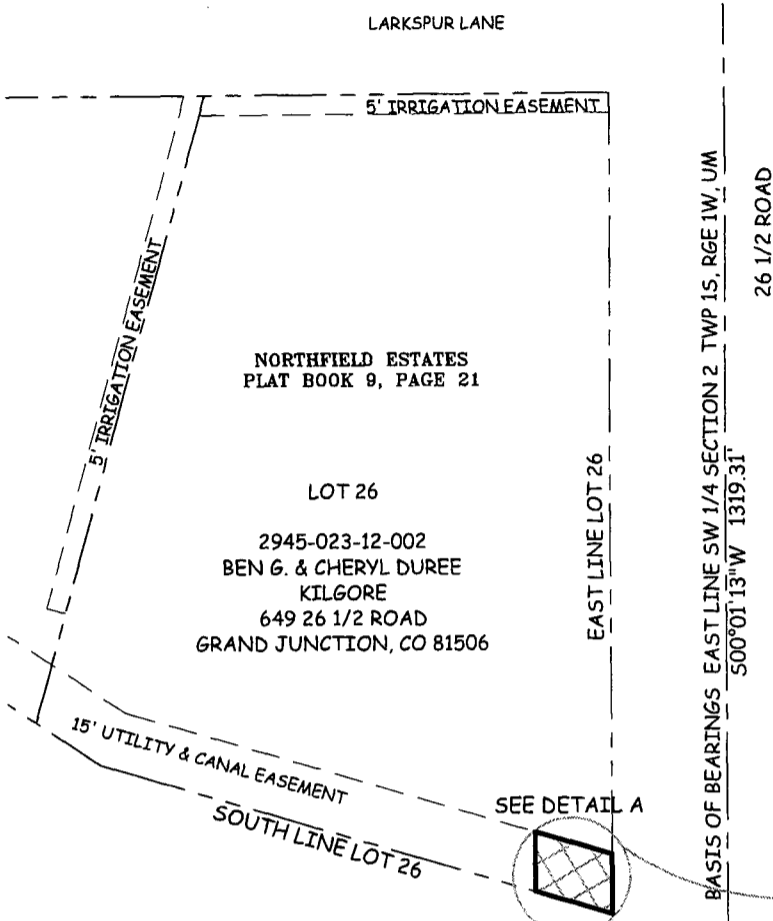 LARKSPUR LANE
5' IRRIGATION EASEMENT
5' IRRIGATION EASEMENT
26 1/2 ROAD
NORTHFIELD ESTATES
PLAT BOOK 9, PAGE 21
LOT 26
2945-023-12-002
BEN G. & CHERYL DUREE
KILGORE
649 26 1/2 ROAD
GRAND JUNCTION, CO 81506
EAST LINE LOT 26
BASIS OF BEARINGS EAST LINE SW 1/4 SECTION 2 TWP 1S, RGE 1W, UM
S00°01'13"W 1319.31'
15' UTILITY & CANAL EASEMENT
SOUTH LINE LOT 26
SEE DETAIL A